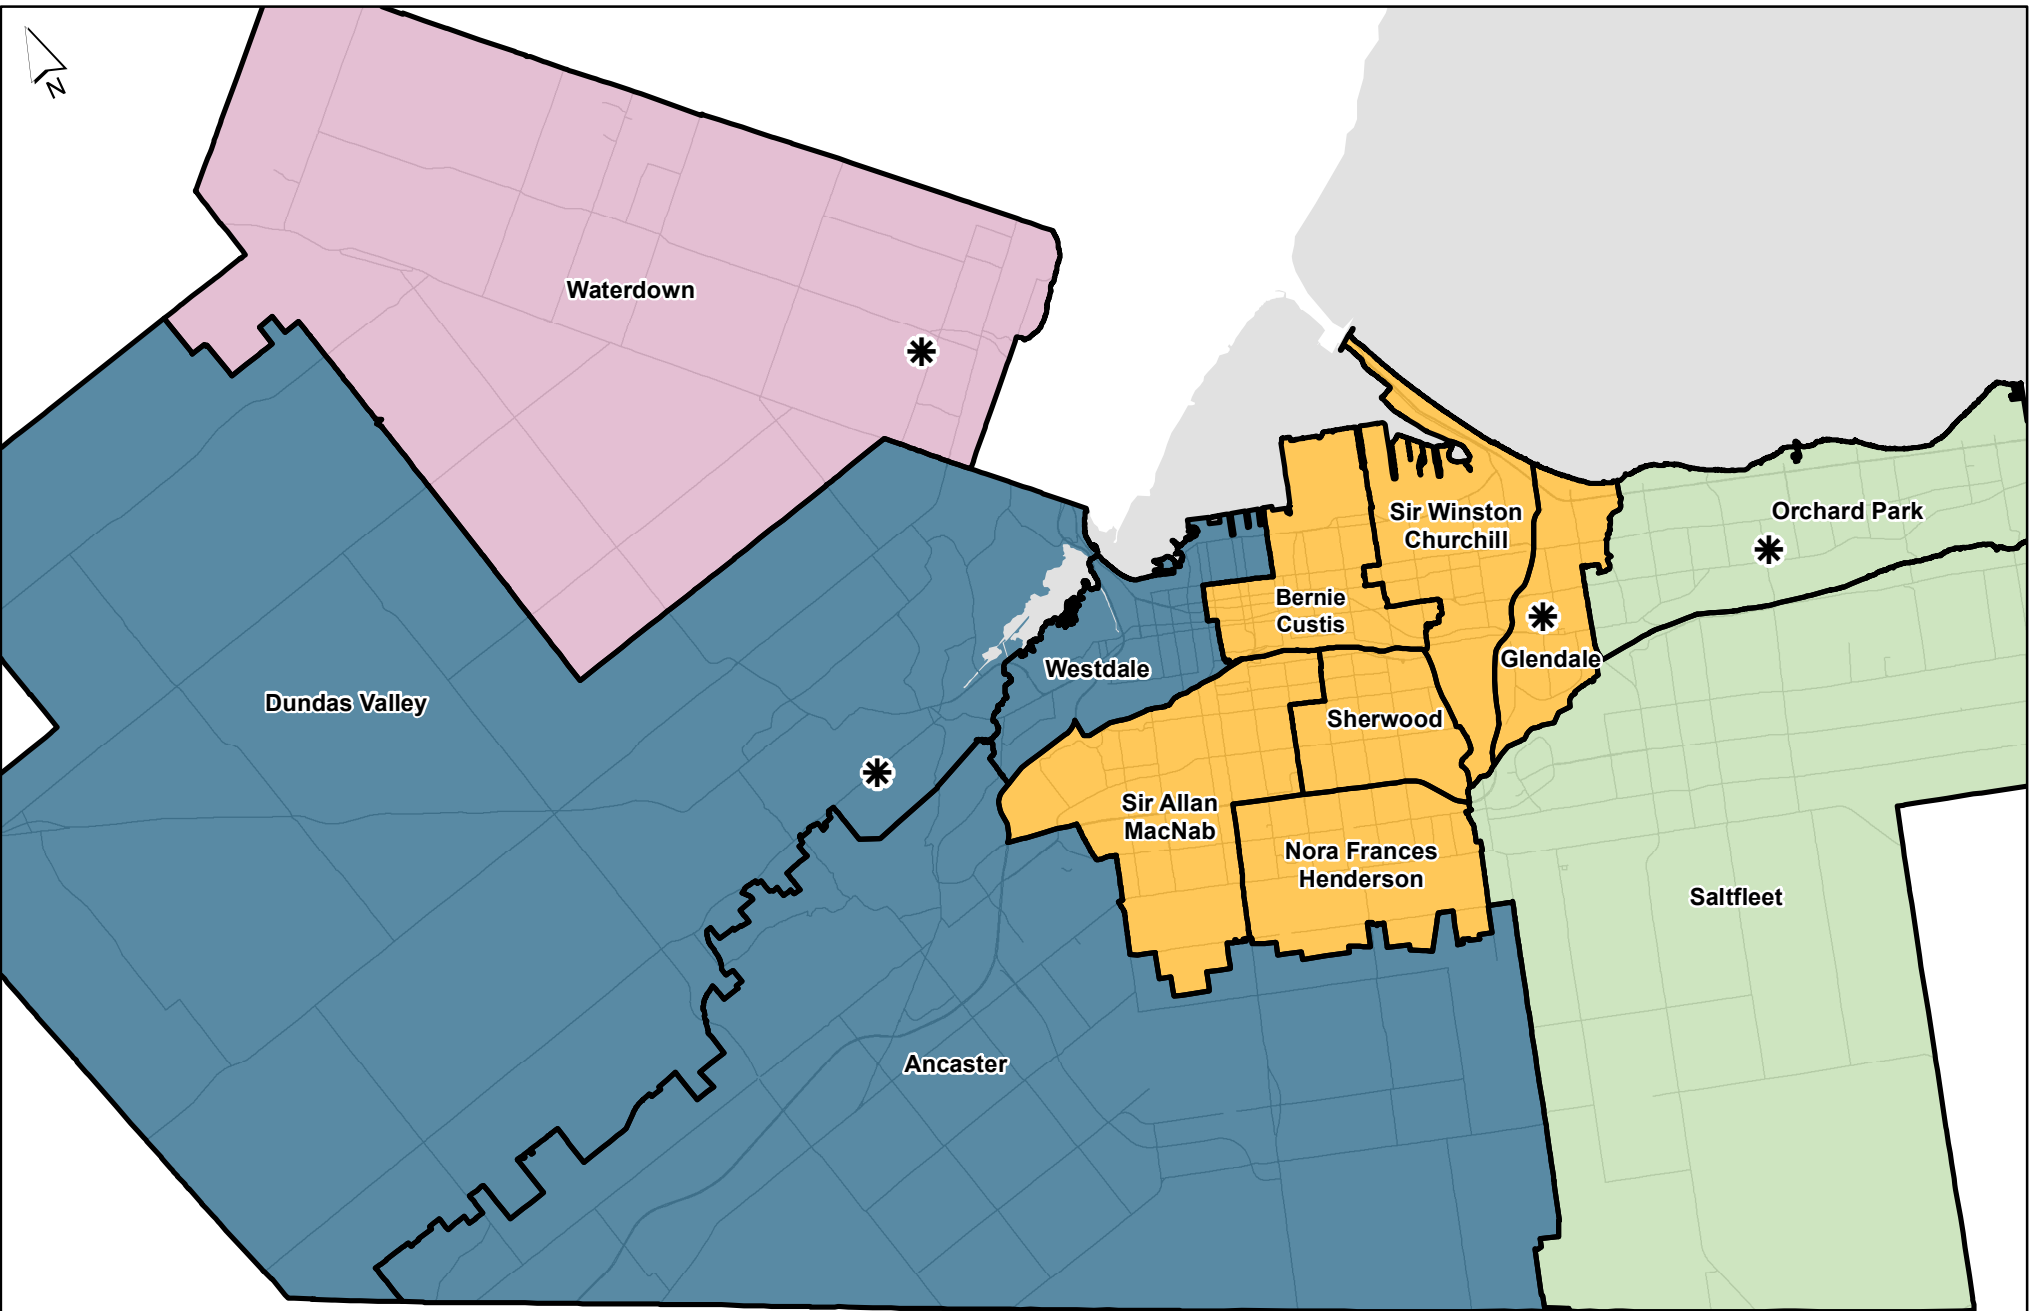 N
Waterdown
Sir Winston
Churchill
Orchard Park
Bernie
Custis
Westdale
Glendale
Dundas Valley
Sherwood
Sir Allan
MacNab
Nora Frances
Henderson
Saltfleet
Ancaster